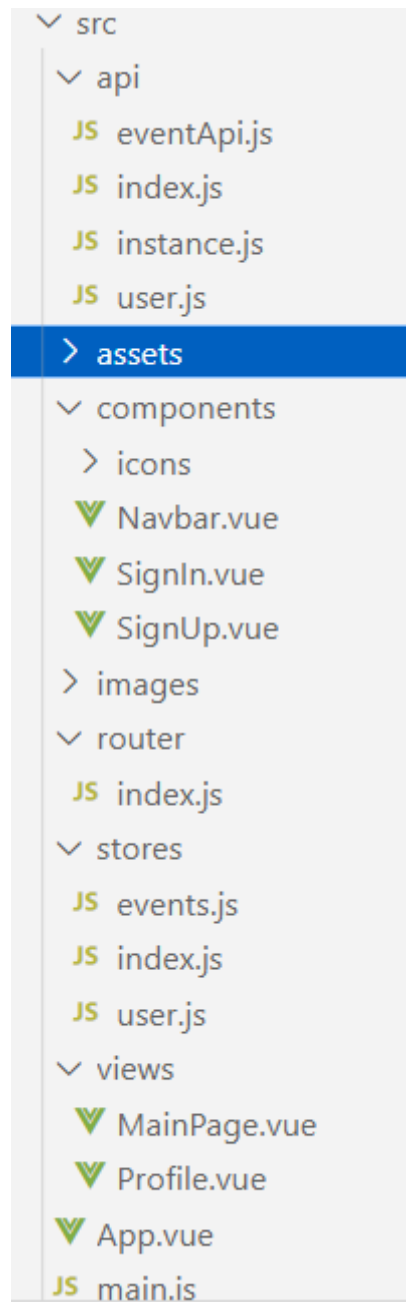 src
api
JS eventApi.js
JS index.js
JS instance.js
JS user.js
assets
components
icons
Navbar.vue
SignIn.vue
SignUp.vue
images
router
JS index.js
stores
JS events.js
JS index.js
JS user.js
views
MainPage.vue
Profile.vue
App.vue
JS main.js